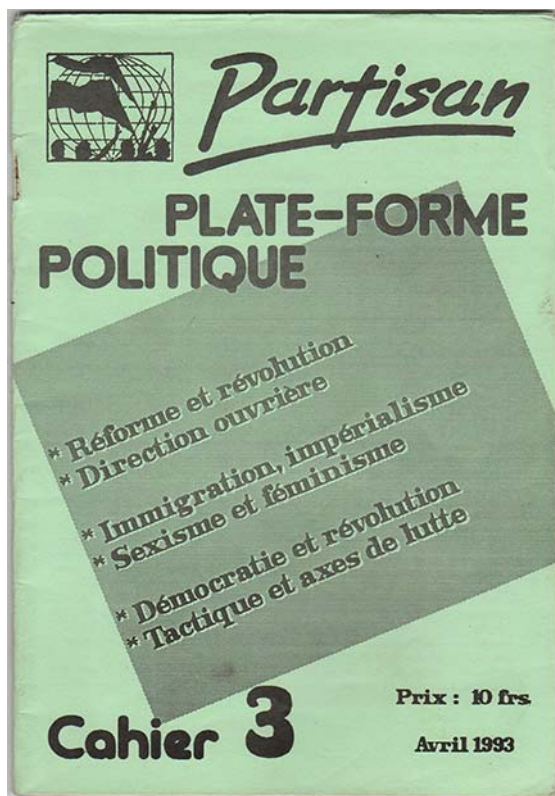 Partisan
PLATE-FORME
POLITIQUE
* Réforme et révolution
* Direction ouvrière
* Immigration, impérialisme
* Sexisme et féminisme
* Démocratie et révolution
* Tactique et axes de lutte
Cahier 3
Prix : 10 frs.
Avril 1993